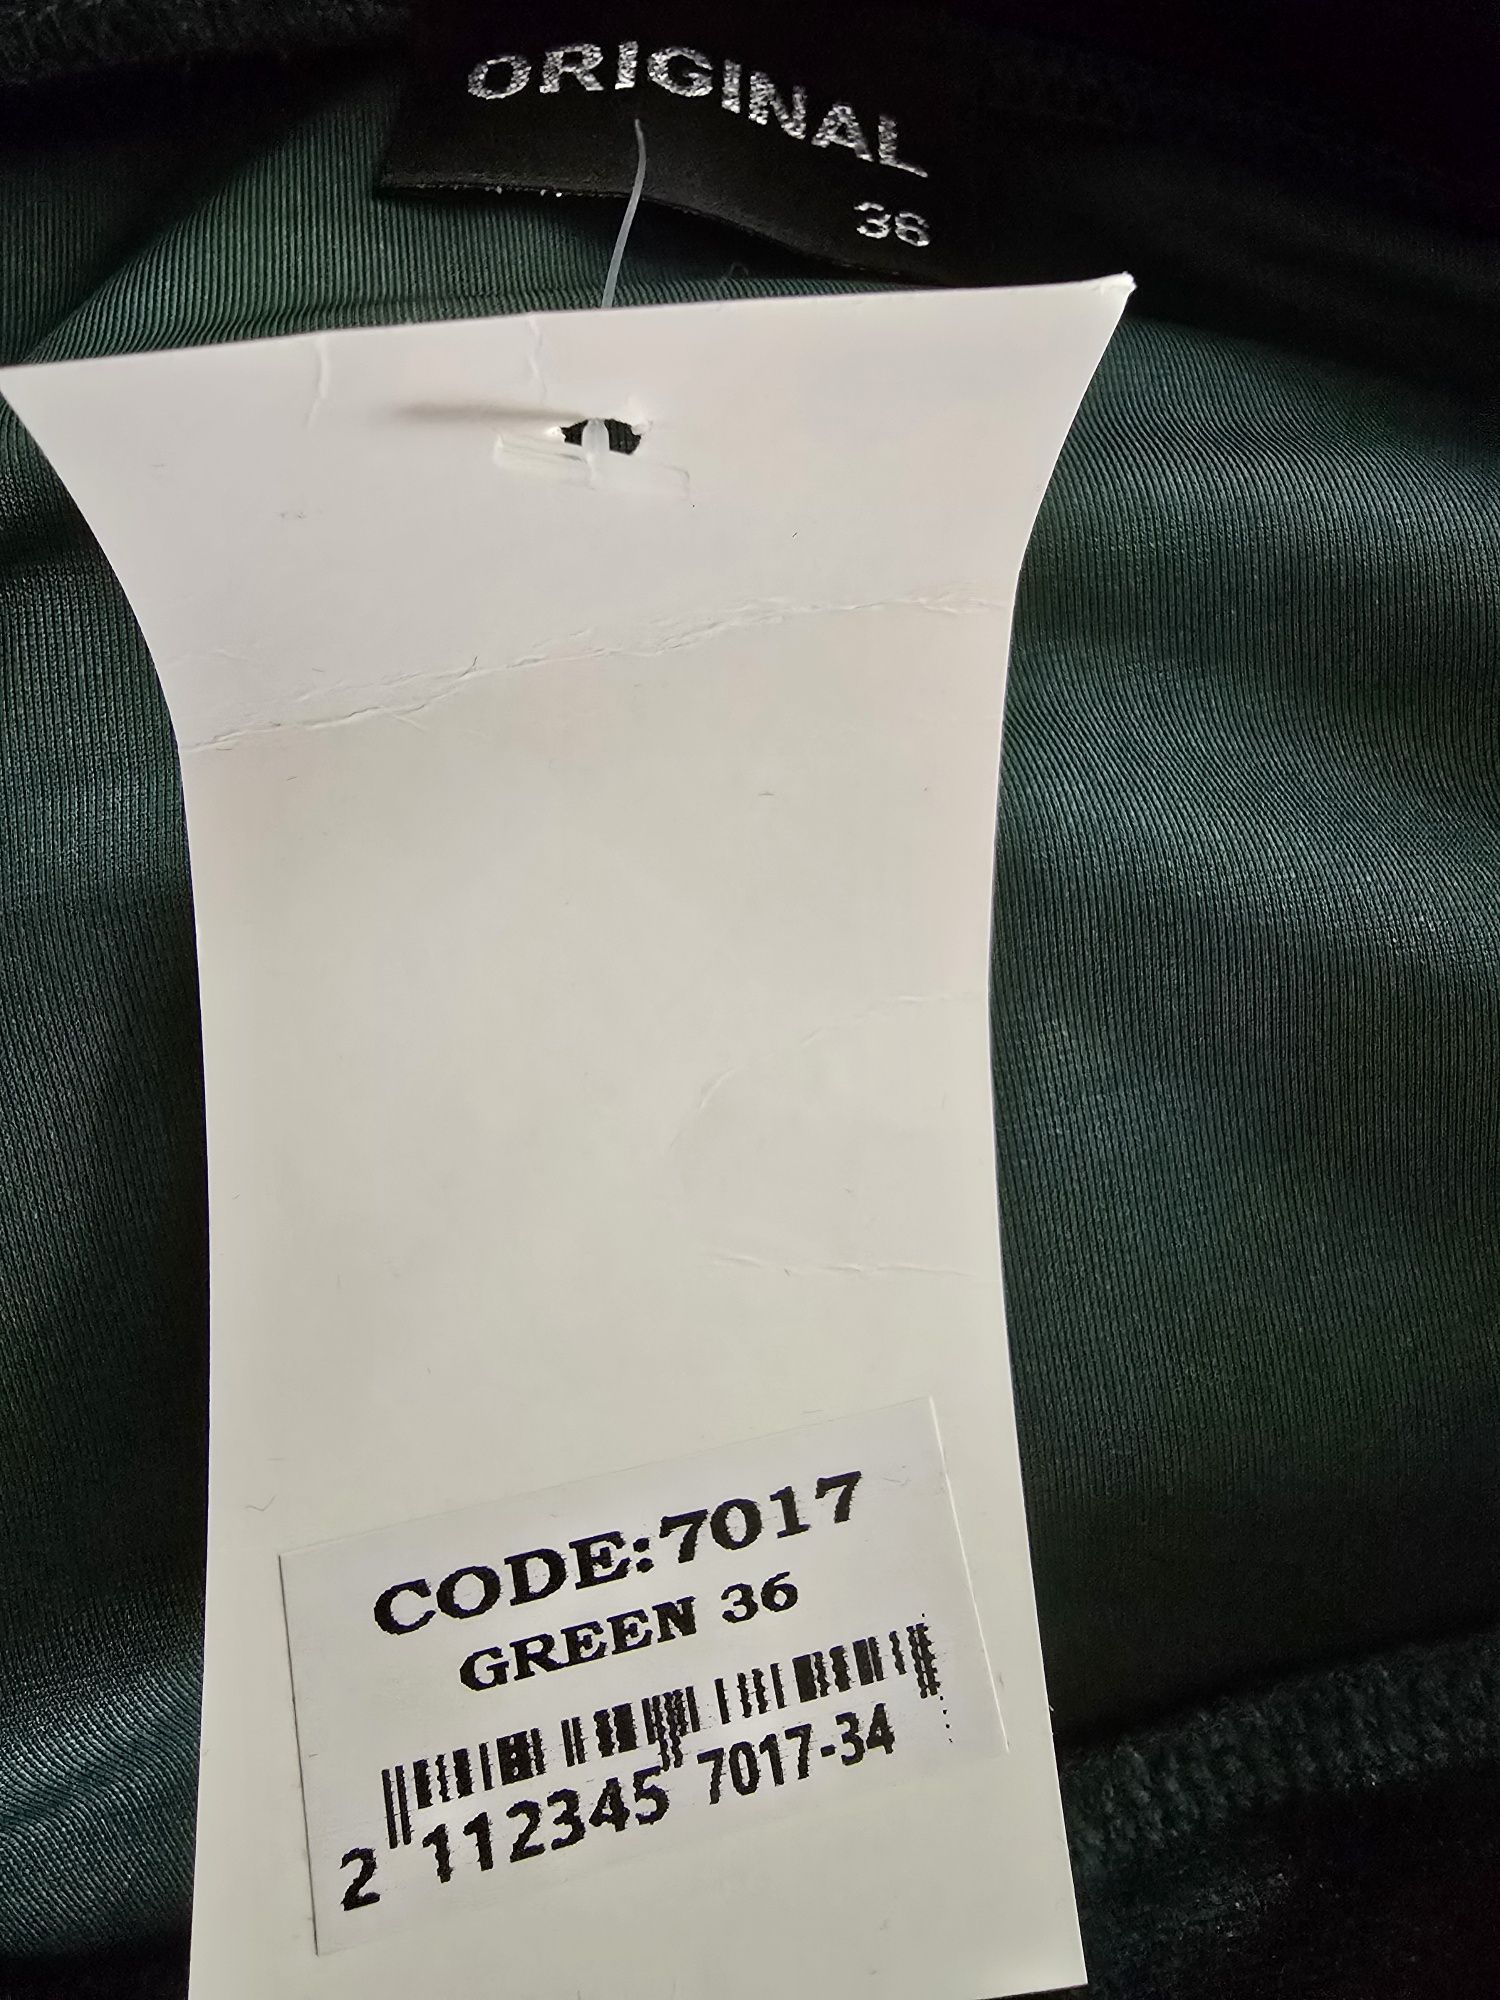 ORIGINAL
36
CODE:7017
GREEN 36
2 112345 7017-34